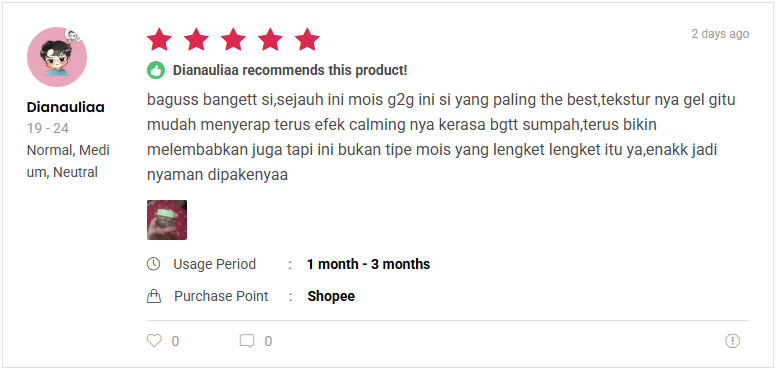 2 days ago
Dianauliaa recommends this product!
Dianauliaa
19 - 24
Normal, Medi
um, Neutral
baguss bangett si,sejauh ini mois g2g ini si yang paling the best,tekstur nya gel gitu
mudah menyerap terus efek calming nya kerasa bgtt sumpah,terus bikin
melembabkan juga tapi ini bukan tipe mois yang lengket lengket itu ya,enakk jadi
nyaman dipakenyaa
Usage Period : 1 month - 3 months
Purchase Point : Shopee
0 0